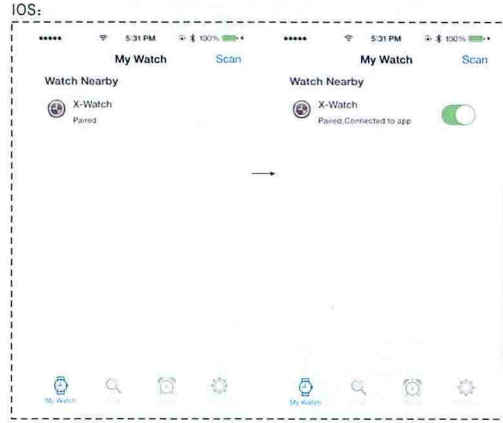 IOS:
5:31 PM 100%
My Watch Scan
Watch Nearby
X-Watch
Paired
5:31 PM 100%
My Watch Scan
Watch Nearby
X-Watch
Paired,Connected to app
My Watch
My Watch